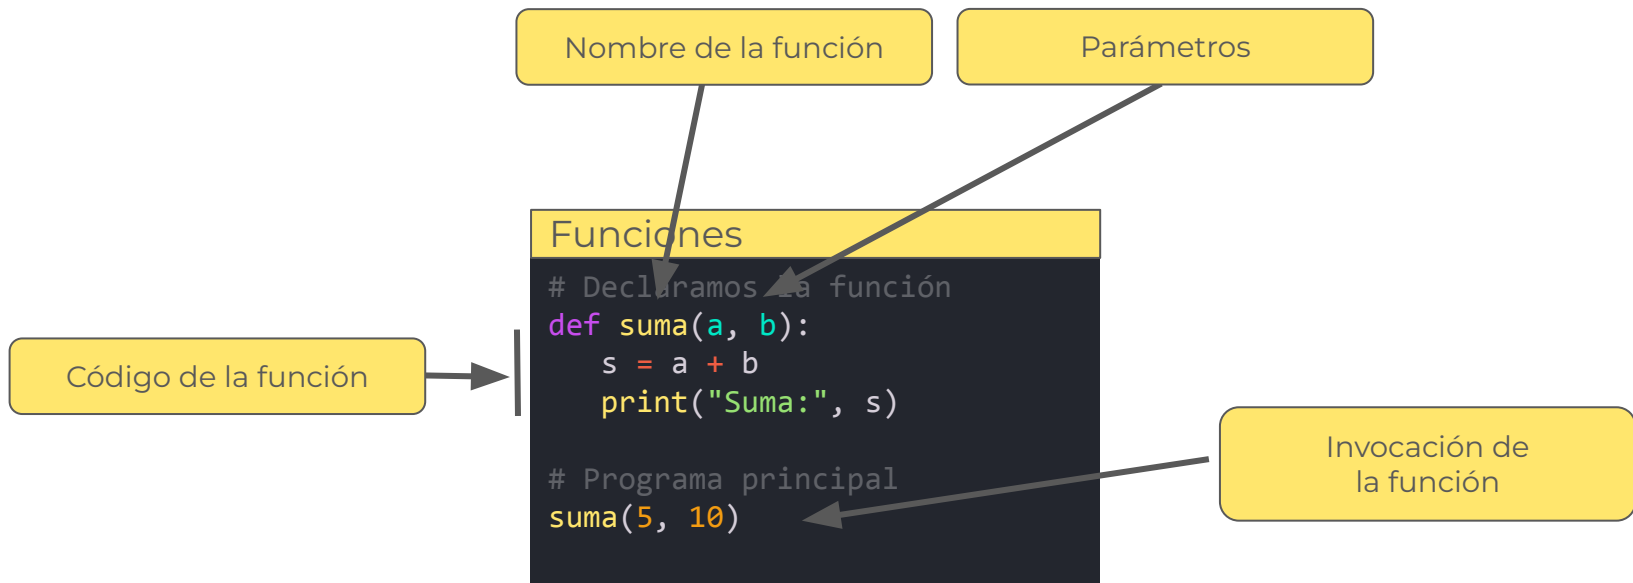 Nombre de la función
Parámetros
Funciones
# Declaramos la función
def suma(a, b):
   s = a + b
   print("Suma:", s)
Código de la función
# Programa principal
suma(5, 10)
Invocación de
la función